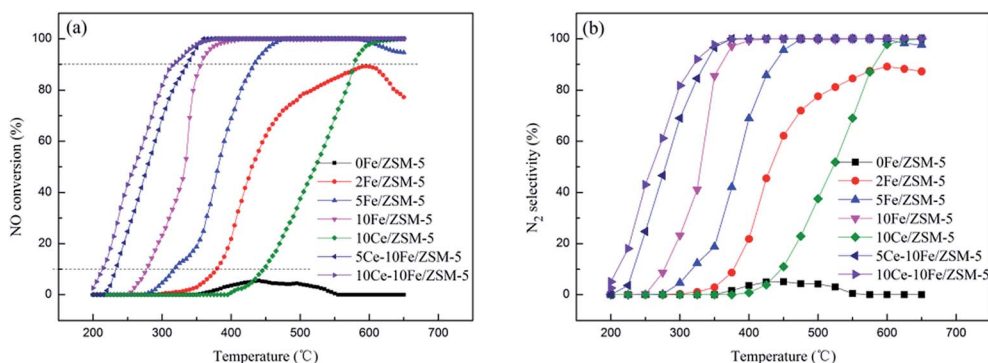 (a)
NO conversion (%)
100
80
60
40
20
0
0Fe/ZSM-5
2Fe/ZSM-5
5Fe/ZSM-5
10Fe/ZSM-5
10Ce/ZSM-5
5Ce-10Fe/ZSM-5
10Ce-10Fe/ZSM-5
200 300 400 500 600 700
Temperature (℃)
(b)
N₂ selectivity (%)
100
80
60
40
20
0
0Fe/ZSM-5
2Fe/ZSM-5
5Fe/ZSM-5
10Fe/ZSM-5
10Ce/ZSM-5
5Ce-10Fe/ZSM-5
10Ce-10Fe/ZSM-5
200 300 400 500 600 700
Temperature (℃)